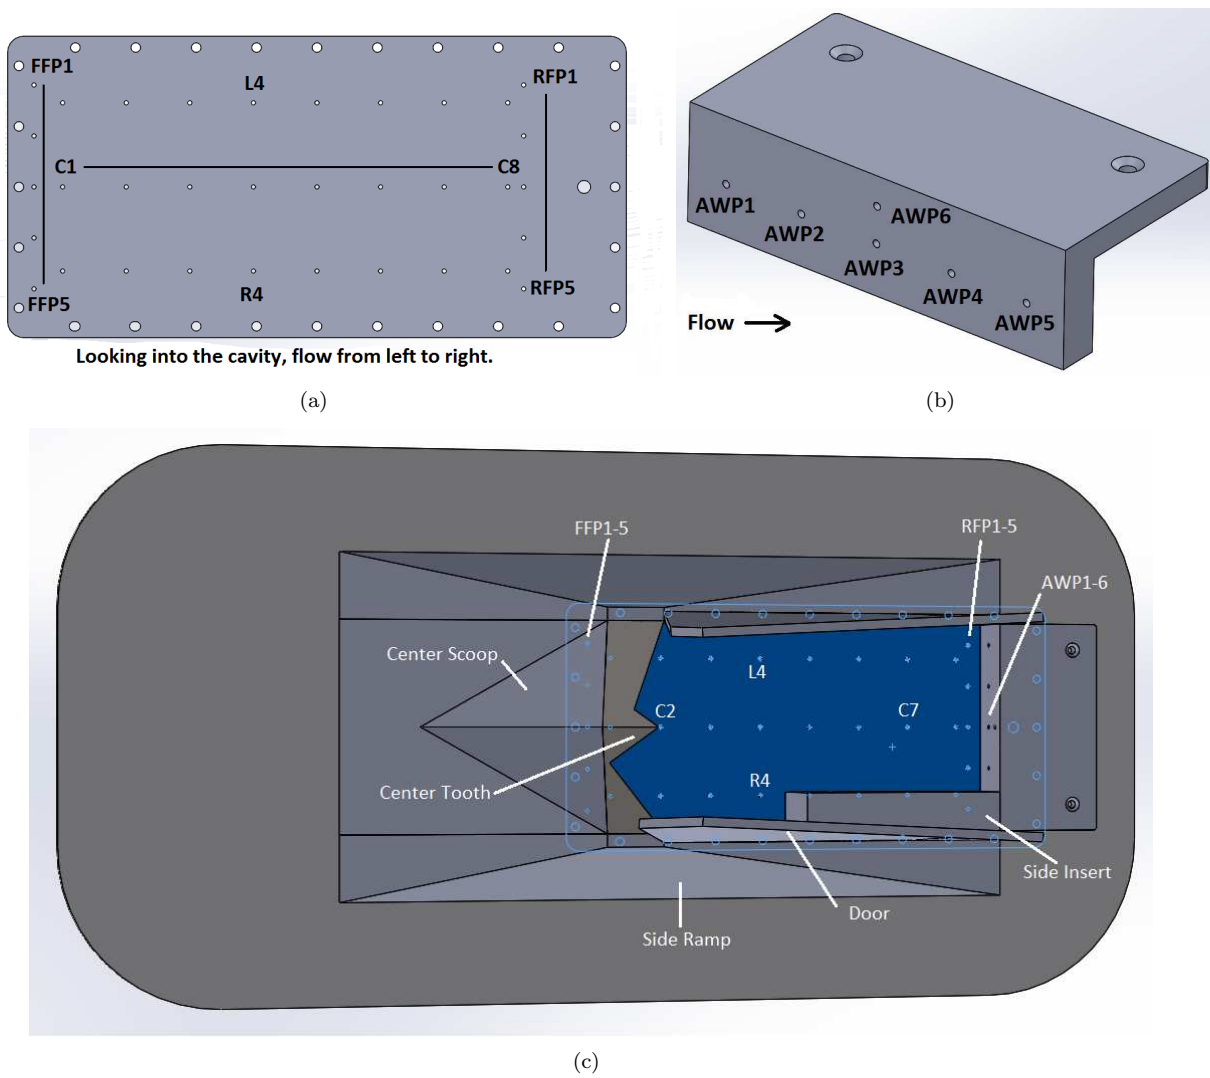 FFP1
L4
RFP1
C1
C8
FFP5
R4
RFP5
Looking into the cavity, flow from left to right.
(a)
AWP1
AWP2
AWP6
AWP3
AWP4
AWP5
Flow
(b)
FFP1-5
RFP1-5
AWP1-6
Center Scoop
L4
C2
C7
Center Tooth
R4
Side Insert
Door
Side Ramp
(c)